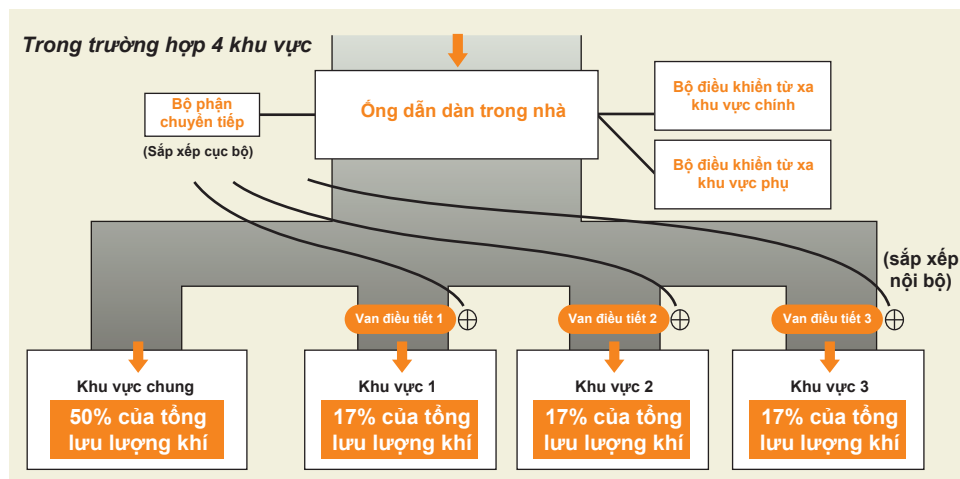 Trong trường hợp 4 khu vực
Bộ phận
chuyển tiếp
(Sắp xếp cục bộ)
Ống dẫn dàn trong nhà
Bộ điều khiển từ xa
khu vực chính
Bộ điều khiển từ xa
khu vực phụ
(sắp xếp
nội bộ)
Van điều tiết 1
Van điều tiết 2
Van điều tiết 3
Khu vực chung
50% của tổng
lưu lượng khí
Khu vực 1
17% của tổng
lưu lượng khí
Khu vực 2
17% của tổng
lưu lượng khí
Khu vực 3
17% của tổng
lưu lượng khí